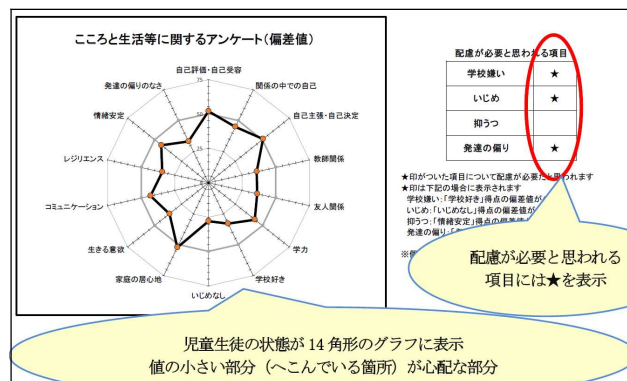 こころと生活等に関するアンケート(偏差値)
自己評価・自己受容
関係の中での自己
自己主張・自己決定
教師関係
友人関係
学力
学校好き
いじめなし
家庭の居心地
生きる意欲
コミュニケーション
レジリエンス
情緒安定
発達の偏りのなさ
75
50
25
0
配慮が必要と思われる項目
学校嫌い ★
いじめ ★
抑うつ
発達の偏り ★
★印がついた項目について配慮が必要だと思われます
★印は下記の場合に表示されます
学校嫌い:「学校好き」得点の偏差値が
いじめ:「いじめなし」得点の偏差値が
抑うつ:「情緒安定」得点の偏差値
発達の偏り:
配慮が必要と思われる
項目には★を表示
児童生徒の状態が 14 角形のグラフに表示
値の小さい部分(へこんでいる箇所)が心配な部分